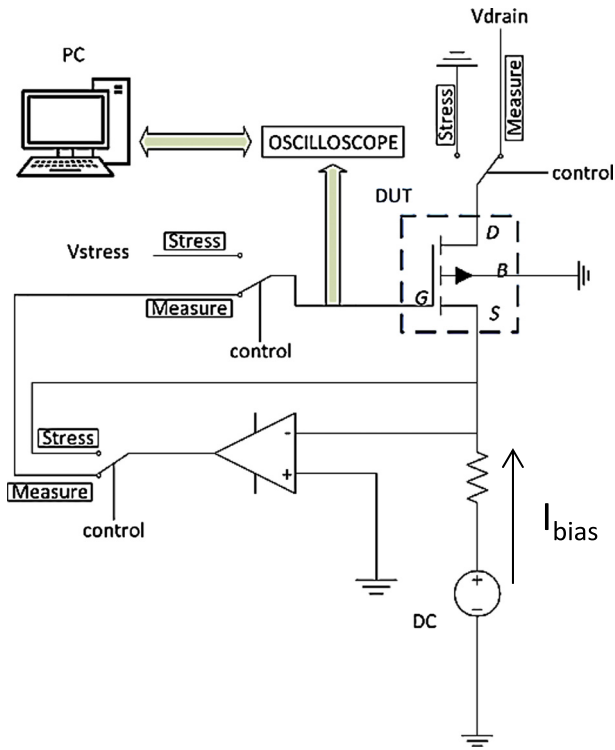 Vdrain
PC
Stress
Measure
OSCILLOSCOPE
control
DUT
D
Vstress
Stress
B
G
Measure
S
control
-
Stress
+
Measure
control
I bias
+
-
DC